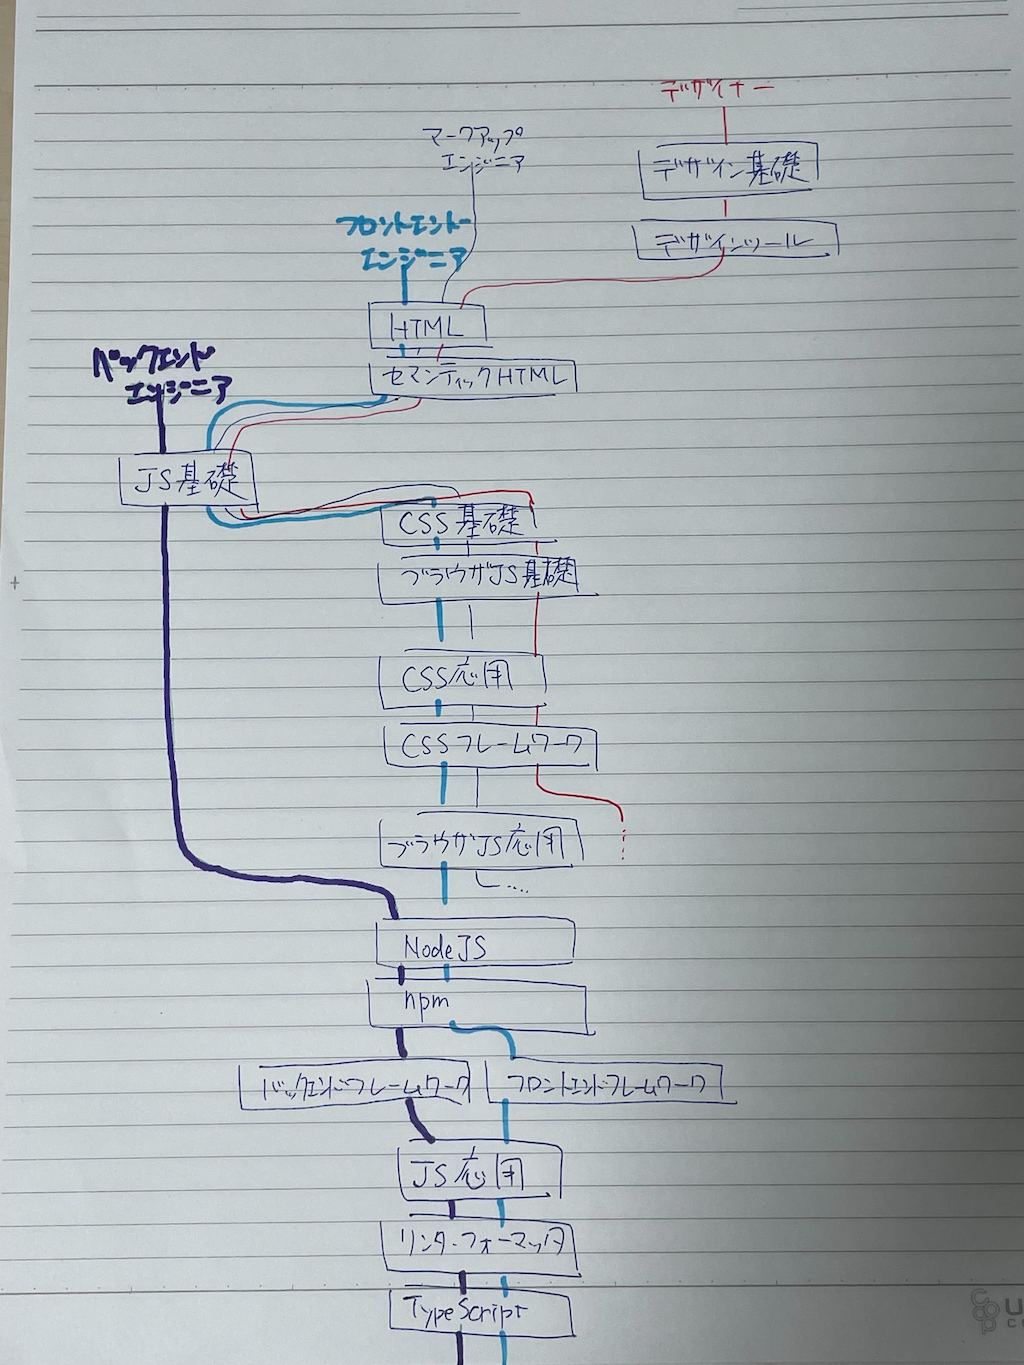 デザイナー
マークアップ
エンジニア
デザイン基礎
フロントエンド
エンジニア
デザインツール
HTML
バックエンド
エンジニア
セマンティックHTML
JS基礎
CSS基礎
ブラウザJS基礎
CSS応用
CSSフレームワーク
ブラウザJS応用
NodeJS
npm
バックエンドフレームワーク
フロントエンドフレームワーク
JS応用
リンタ・フォーマッタ
TypeScript